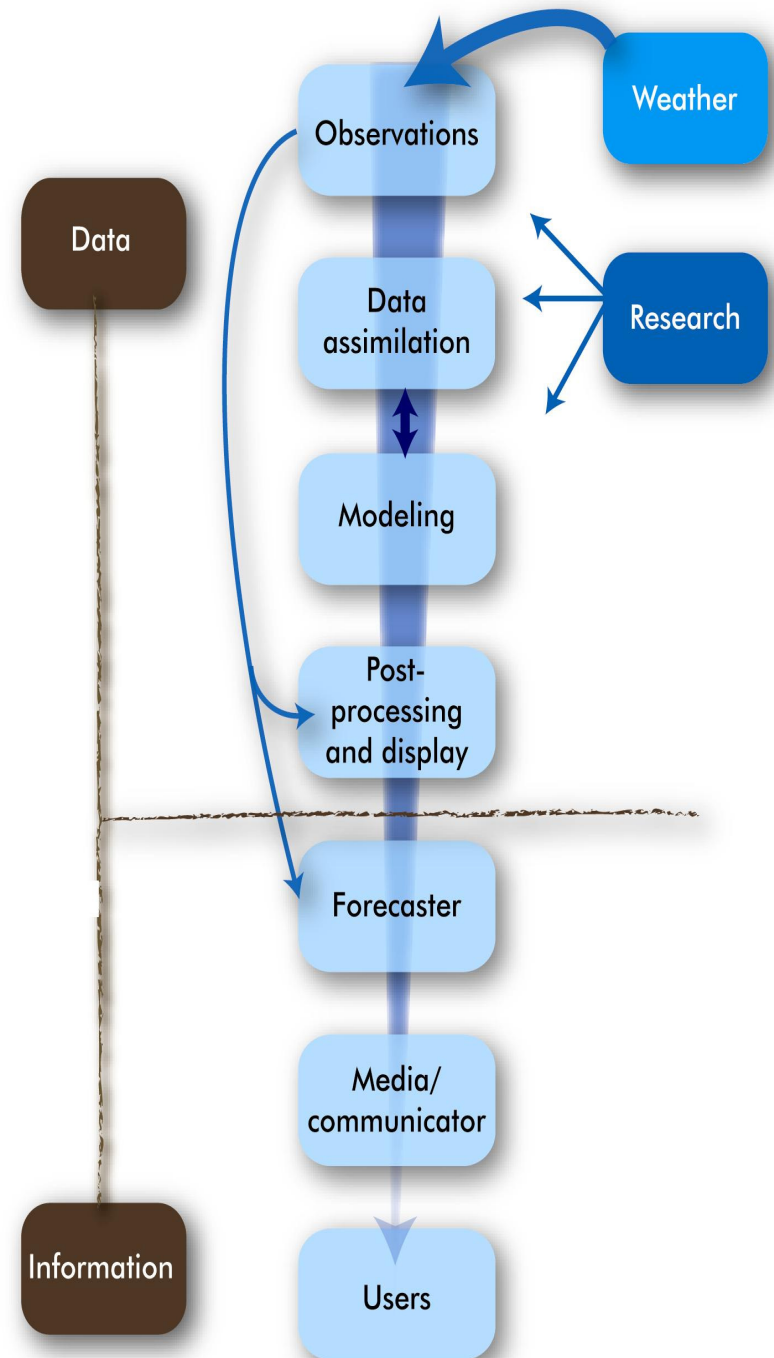 Weather
Observations
Data
Data
assimilation
Research
Modeling
Post-
processing
and display
Forecaster
Media/
communicator
Information
Users